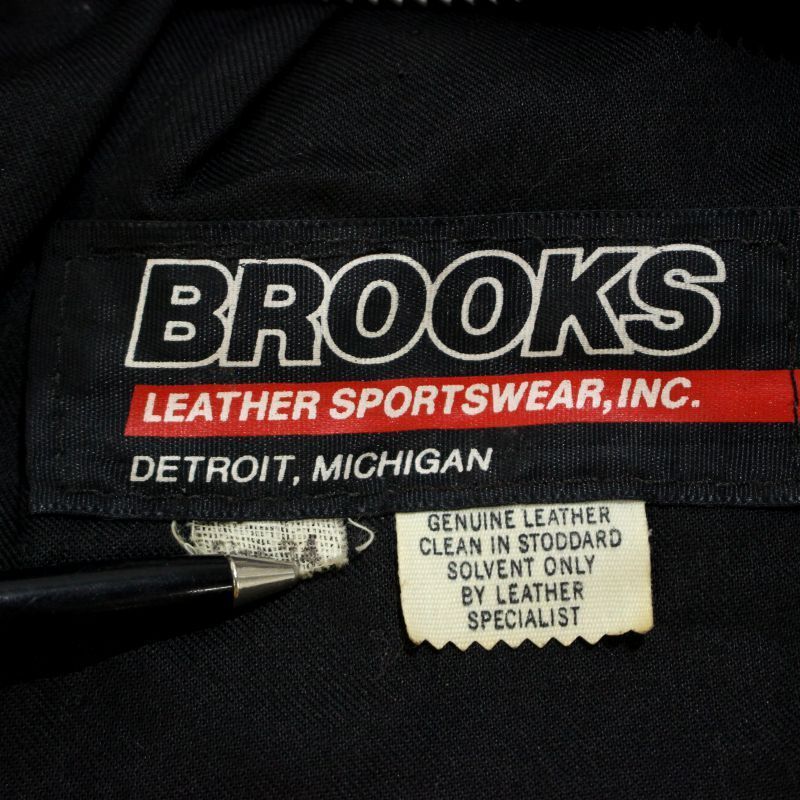 BROOKS
LEATHER SPORTSWEAR, INC.
DETROIT, MICHIGAN
GENUINE LEATHER
CLEAN IN STODDARD
SOLVENT ONLY
BY LEATHER
SPECIALIST